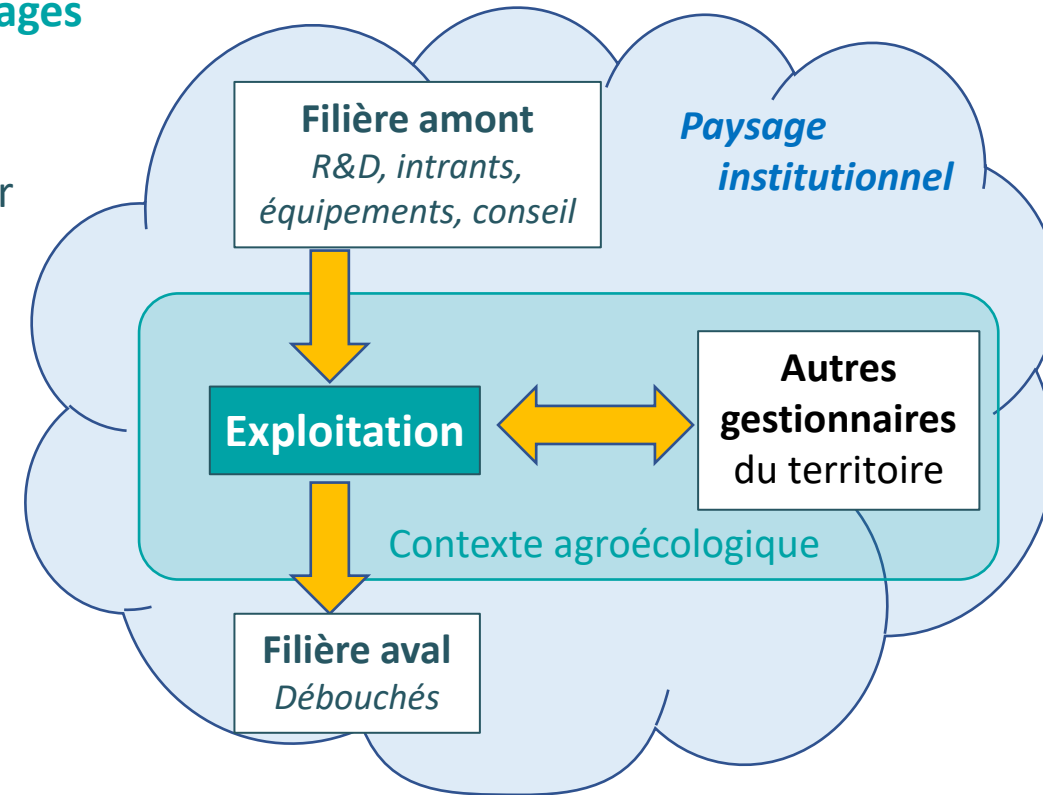 ages
r
Filière amont
R&D, intrants,
équipements, conseil
Paysage
institutionnel
Exploitation
Autres
gestionnaires
du territoire
Contexte agroécologique
Filière aval
Débouchés